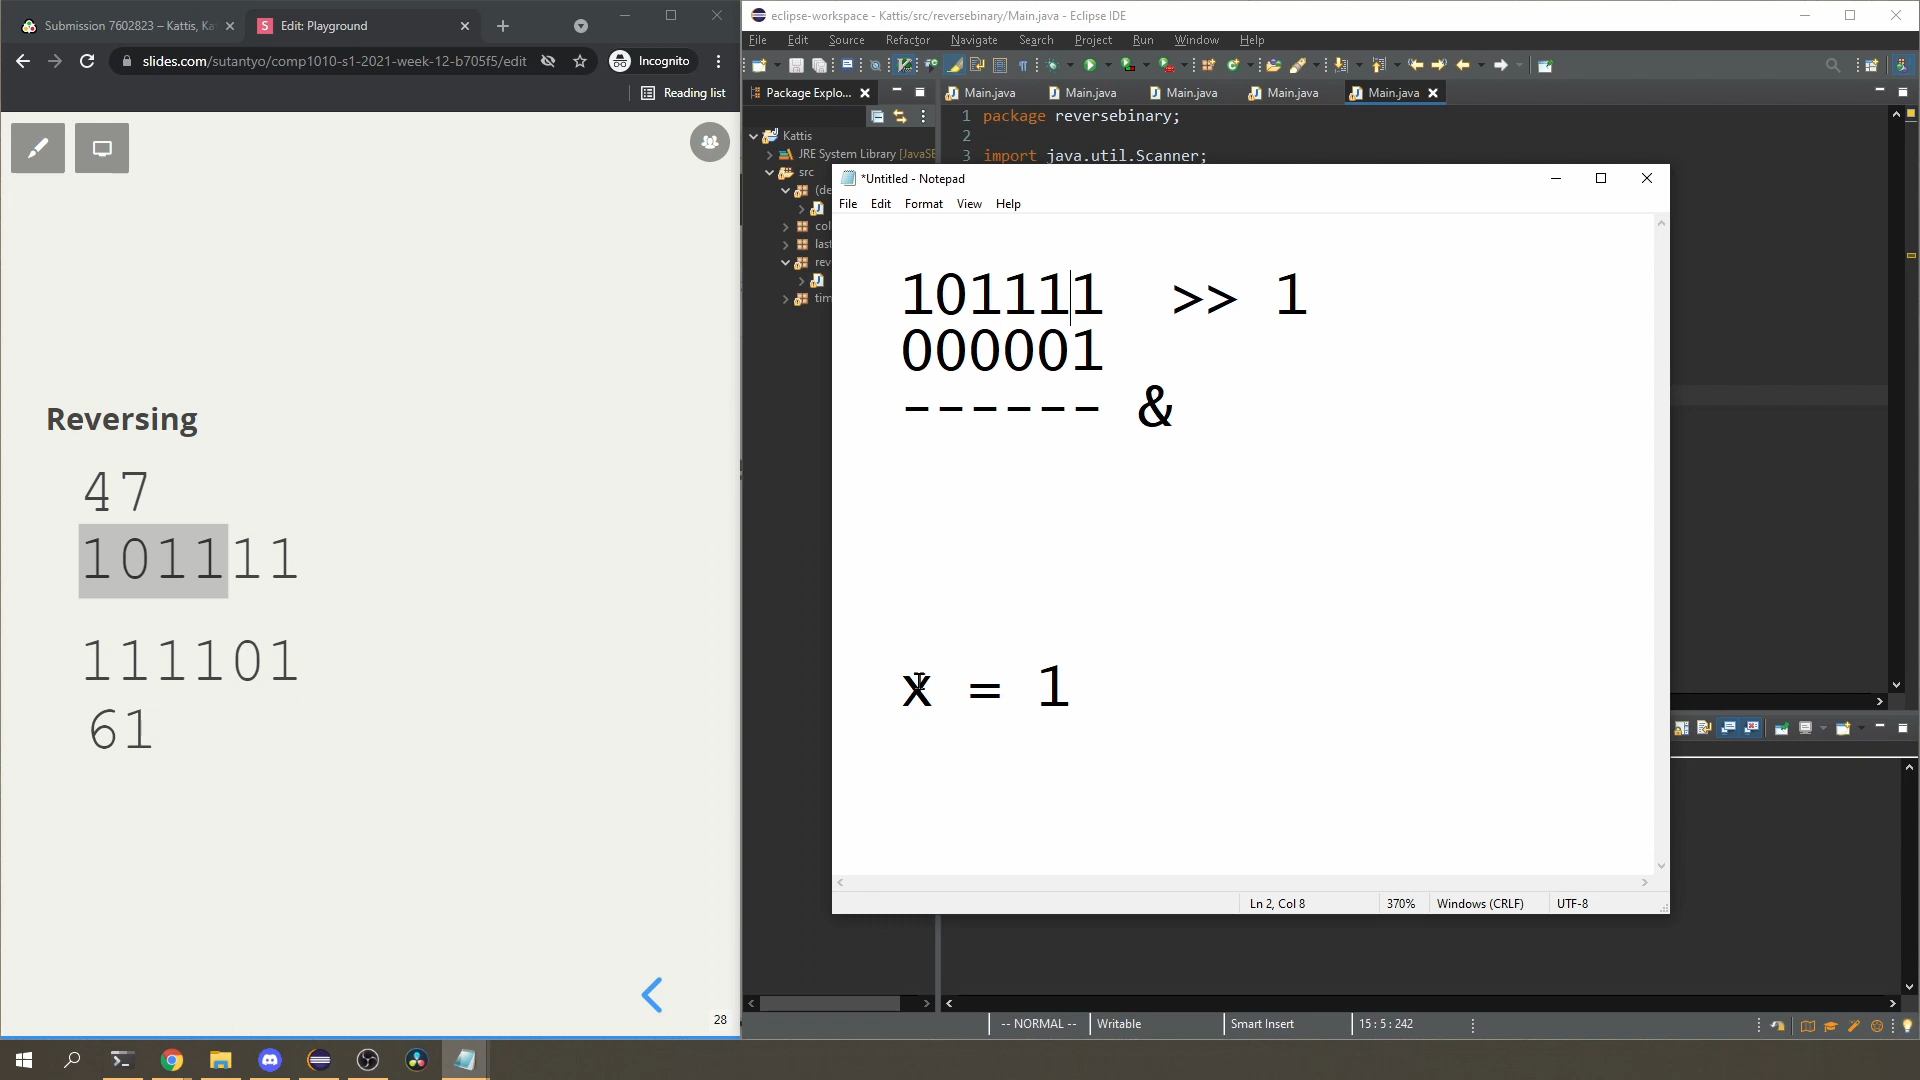 Submission 7602823 – Kattis, Ka
Edit: Playground
slides.com/sutantyo/comp1010-s1-2021-week-12-b705f5/edit
Incognito
Reading list
Reversing
47
101111
111101
61
28
eclipse-workspace - Kattis/src/reversebinary/Main.java - Eclipse IDE
File Edit Source Refactor Navigate Search Project Run Window Help
Package Explo...
Main.java
Main.java
Main.java
Main.java
Main.java
Kattis
JRE System Library [JavaSE
src
(de
col
last
rev
tim
1 package reversebinary;
2
3 import java.util.Scanner;
*Untitled - Notepad
File Edit Format View Help
101111 >> 1
000001
------ &
x = 1
Ln 2, Col 8
370%
Windows (CRLF)
UTF-8
-- NORMAL --
Writable
Smart Insert
15 : 5 : 242